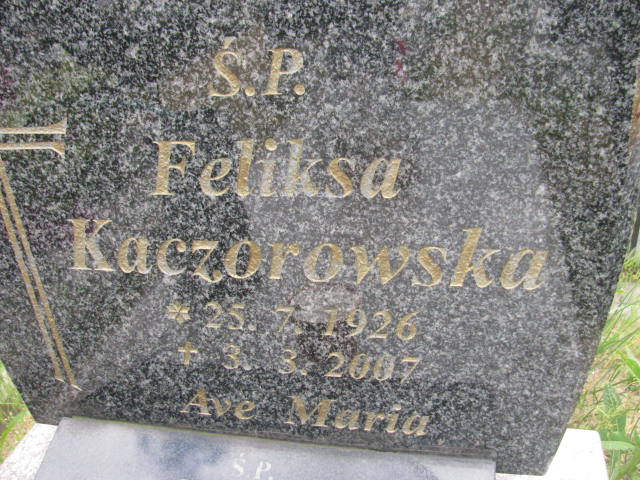 Ś.P.
Feliksa
Kaczorowska
* 25. 7. 1926
† 3. 3. 2007
Ave Maria
Ś.P.